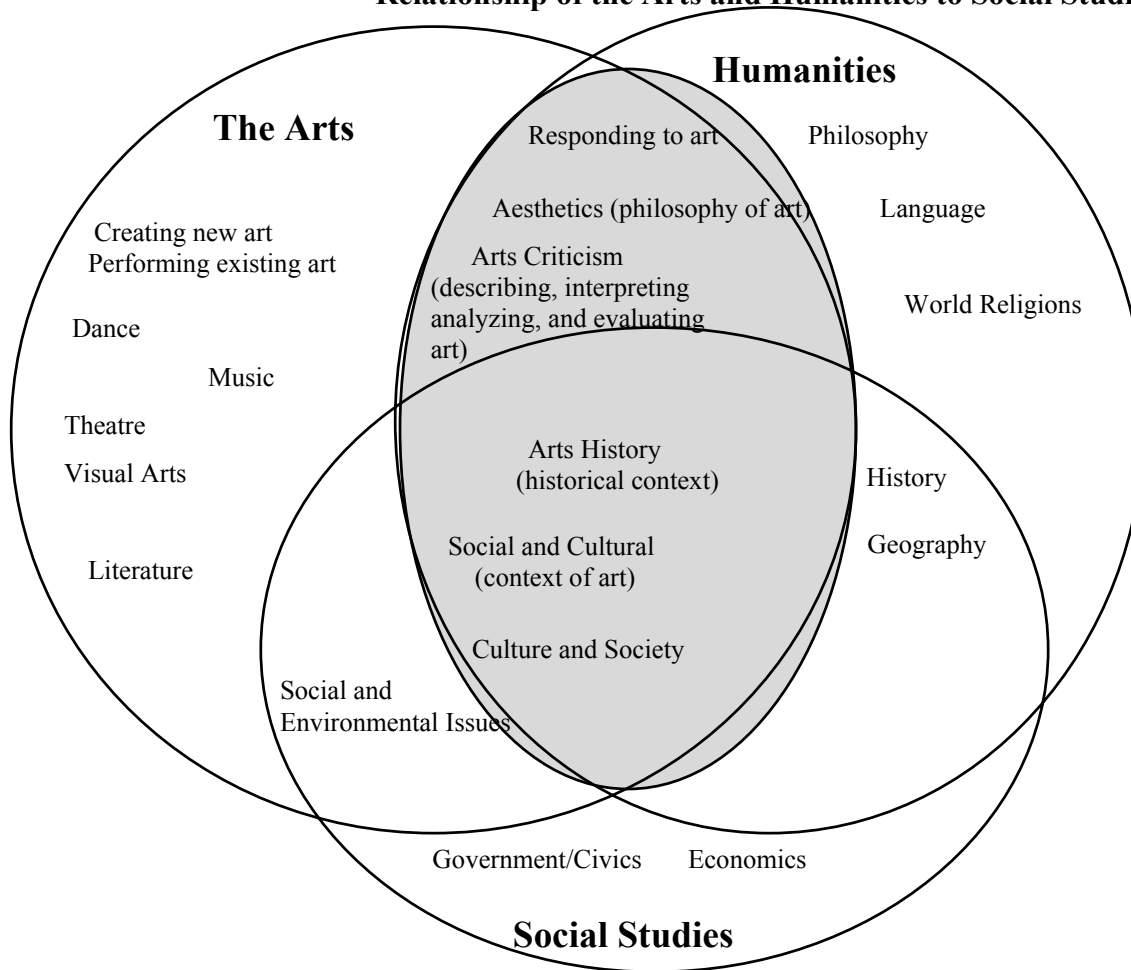 Relationship of the Arts and Humanities to Social
Humanities
The Arts
Responding to art
Philosophy
Aesthetics (philosophy of art)
Language
Creating new art
Performing existing art
Arts Criticism
(describing, interpreting
analyzing, and evaluating
art)
World Religions
Dance
Music
Theatre
Visual Arts
Literature
Arts History
(historical context)
History
Social and Cultural
(context of art)
Geography
Culture and Society
Social and
Environmental Issues
Government/Civics
Economics
Social Studies